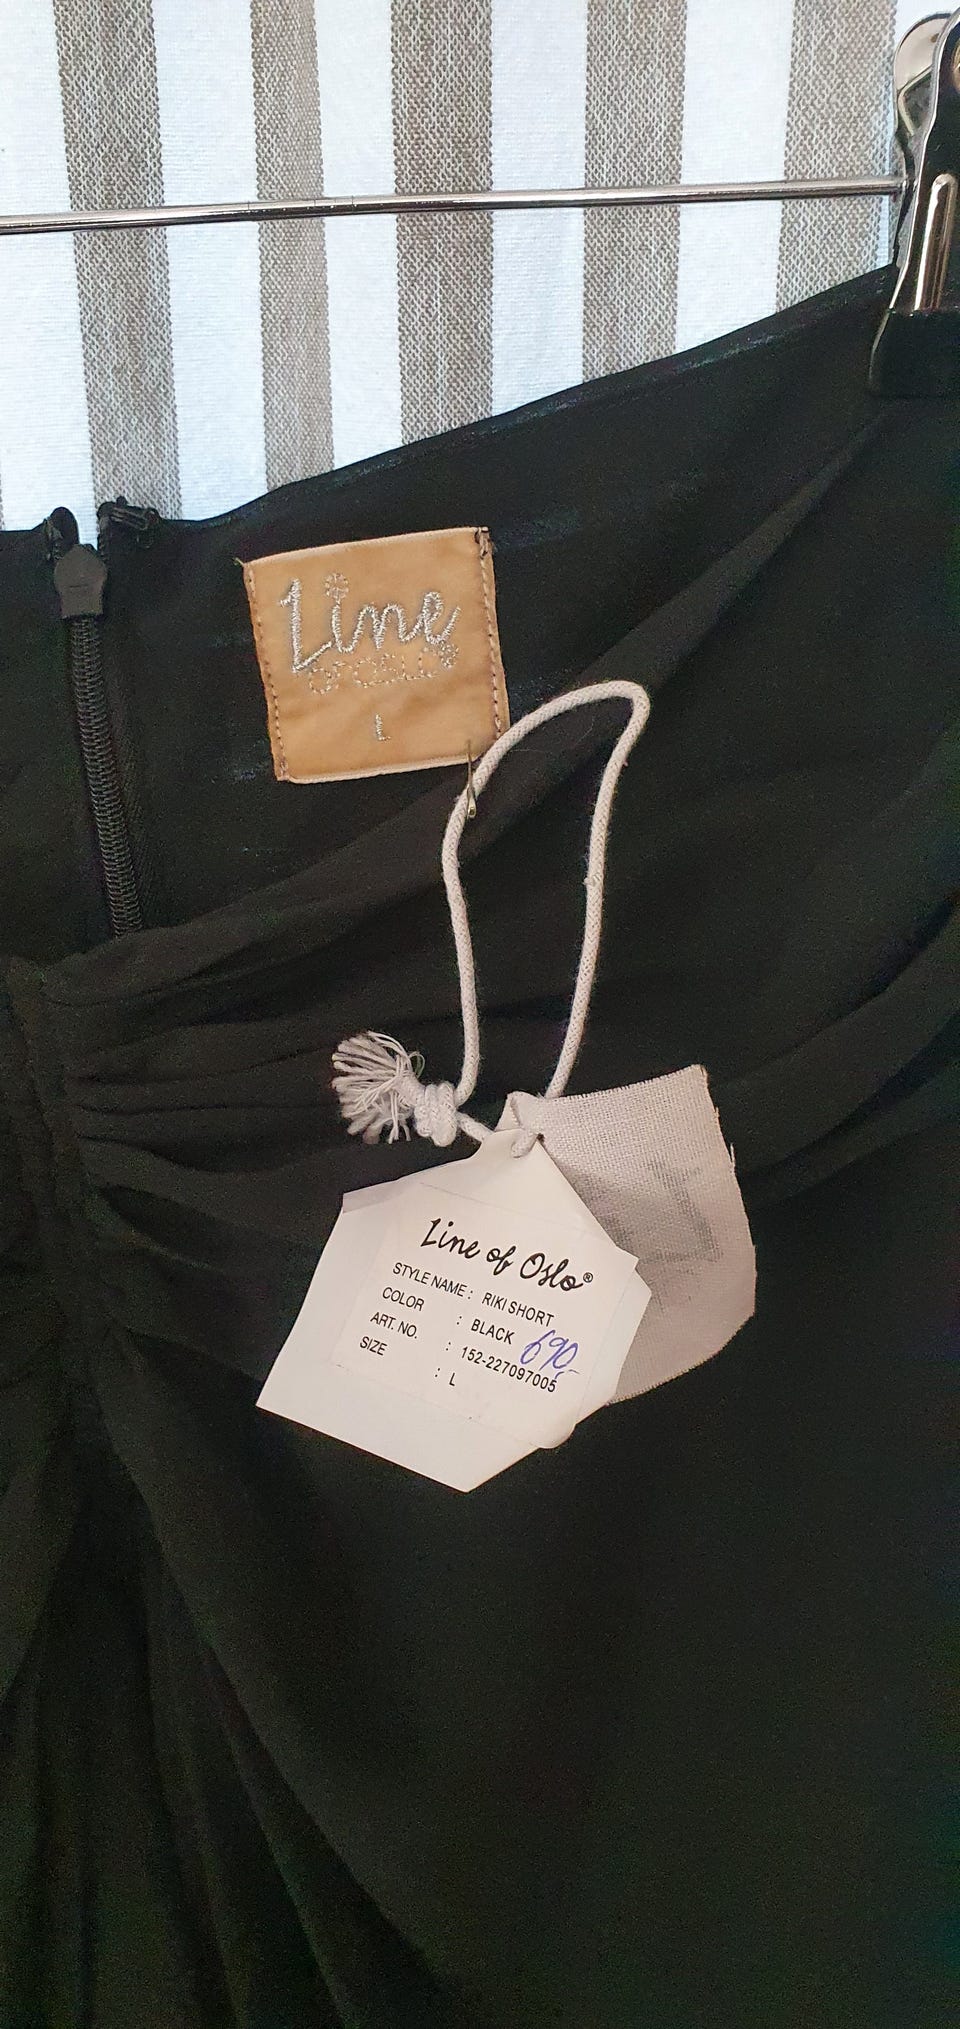 Line
OF OSLO
L
Line of Oslo®
STYLE NAME : RIKI SHORT
COLOR : BLACK 690,-
ART. NO. : 152-227097005
SIZE : L